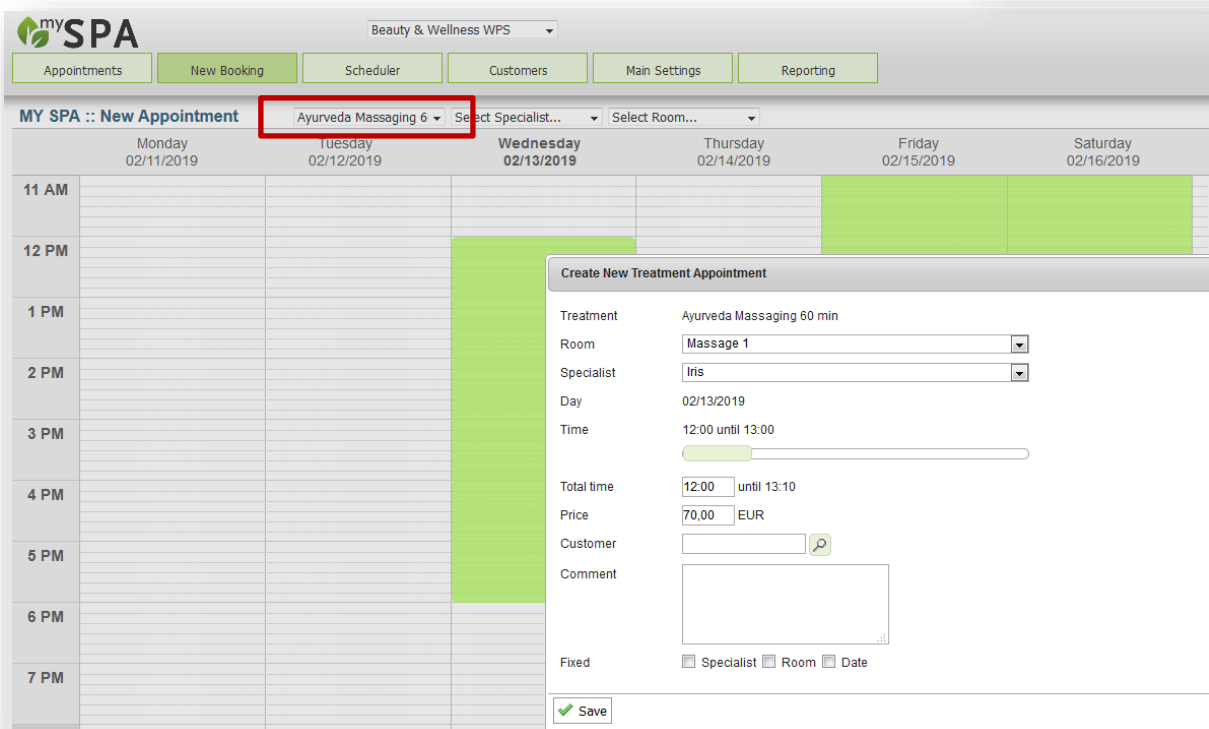 my SPA
Beauty & Wellness WPS
Appointments New Booking Scheduler Customers Main Settings Reporting
MY SPA :: New Appointment Ayurveda Massaging 6 Select Specialist... Select Room...
Monday Tuesday Wednesday Thursday Friday Saturday
02/11/2019 02/12/2019 02/13/2019 02/14/2019 02/15/2019 02/16/2019
11 AM
12 PM
1 PM
2 PM
3 PM
4 PM
5 PM
6 PM
7 PM
Create New Treatment Appointment
Treatment Ayurveda Massaging 60 min
Room Massage 1
Specialist Iris
Day 02/13/2019
Time 12:00 until 13:00
Total time 12:00 until 13:10
Price 70,00 EUR
Customer
Comment
Fixed Specialist Room Date
Save